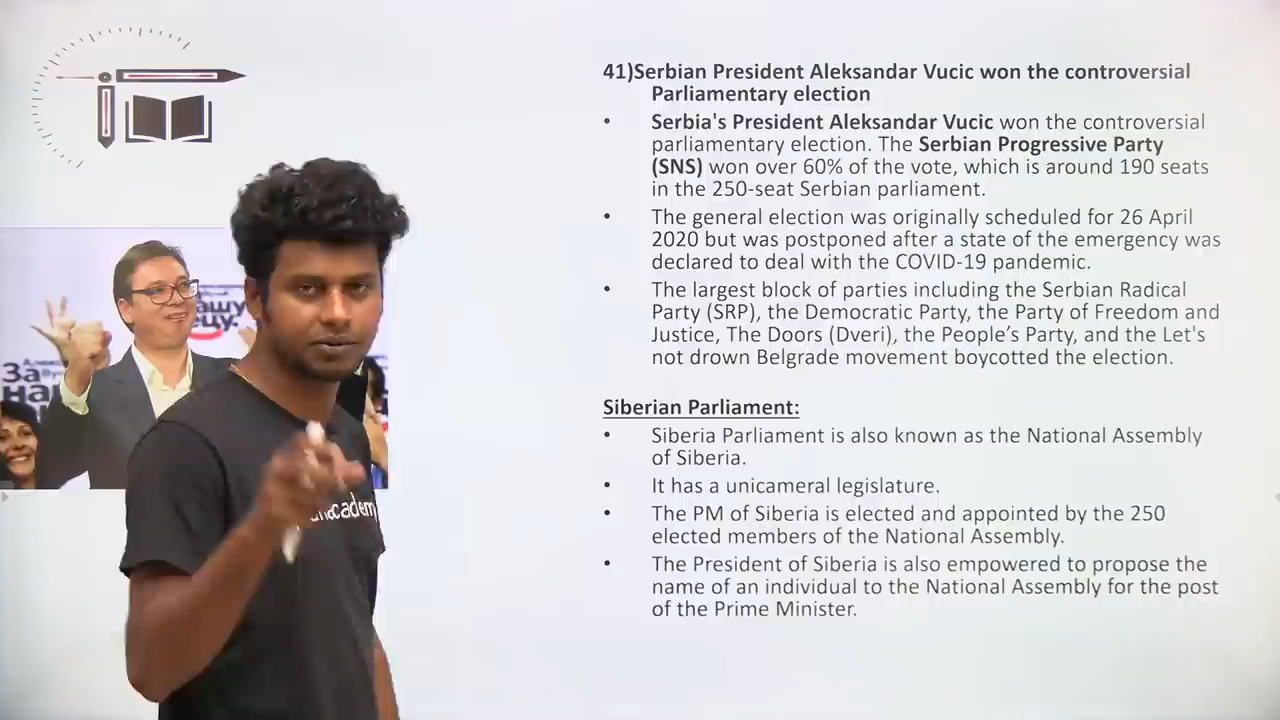 41)Serbian President Aleksandar Vucic won the controversial
Parliamentary election
• Serbia's President Aleksandar Vucic won the controversial
parliamentary election. The Serbian Progressive Party
(SNS) won over 60% of the vote, which is around 190 seats
in the 250-seat Serbian parliament.
• The general election was originally scheduled for 26 April
2020 but was postponed after a state of the emergency was
declared to deal with the COVID-19 pandemic.
• The largest block of parties including the Serbian Radical
Party (SRP), the Democratic Party, the Party of Freedom and
Justice, The Doors (Dveri), the People’s Party, and the Let's
not drown Belgrade movement boycotted the election.
Siberian Parliament:
• Siberia Parliament is also known as the National Assembly
of Siberia.
• It has a unicameral legislature.
• The PM of Siberia is elected and appointed by the 250
elected members of the National Assembly.
• The President of Siberia is also empowered to propose the
name of an individual to the National Assembly for the post
of the Prime Minister.
За